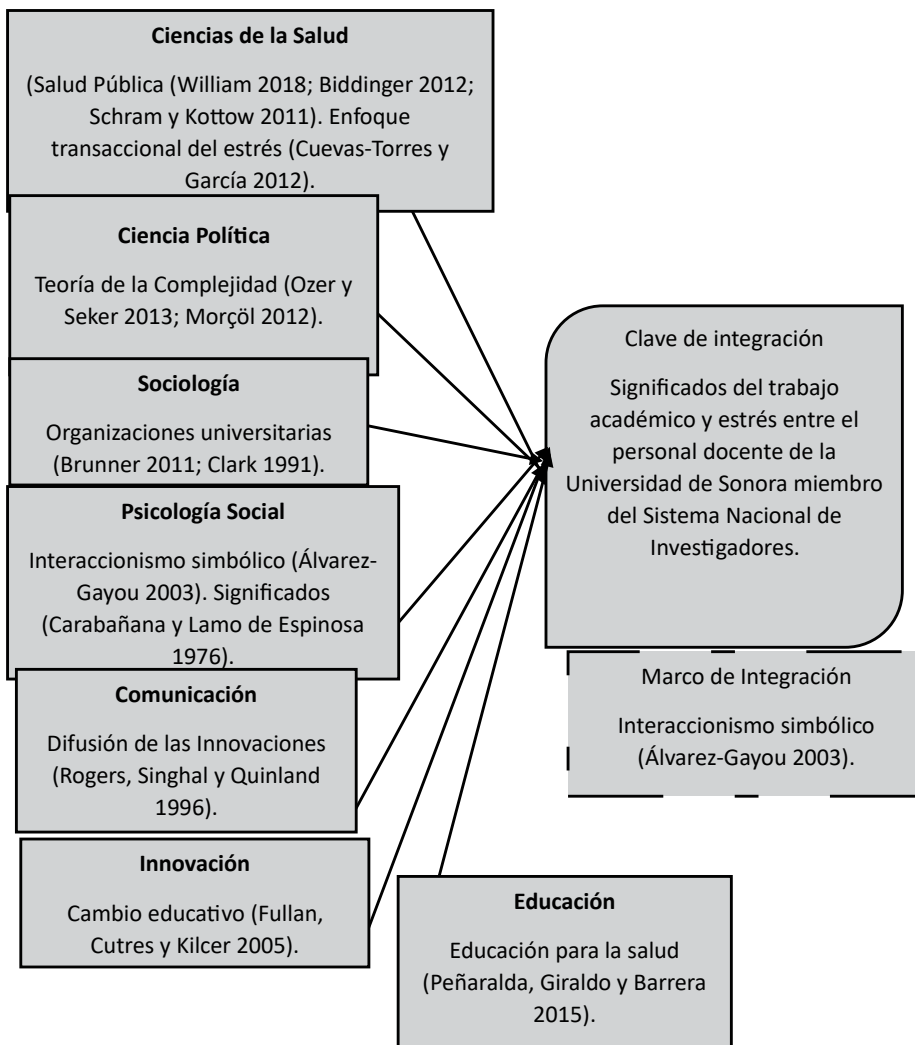 Ciencias de la Salud
(Salud Pública (William 2018; Biddinger 2012;
Schram y Kottow 2011). Enfoque
transaccional del estrés (Cuevas-Torres y
García 2012).
Ciencia Política
Teoría de la Complejidad (Ozer y
Seker 2013; Morçöl 2012).
Sociología
Organizaciones universitarias
(Brunner 2011; Clark 1991).
Psicología Social
Interaccionismo simbólico (Álvarez-
Gayou 2003). Significados
(Carabañana y Lamo de Espinosa
1976).
Comunicación
Difusión de las Innovaciones
(Rogers, Singhal y Quinland
1996).
Innovación
Cambio educativo (Fullan,
Cutres y Kilcer 2005).
Educación
Educación para la salud
(Peñaralda, Giraldo y Barrera
2015).
Clave de integración
Significados del trabajo
académico y estrés entre el
personal docente de la
Universidad de Sonora miembro
del Sistema Nacional de
Investigadores.
Marco de Integración
Interaccionismo simbólico
(Álvarez-Gayou 2003).